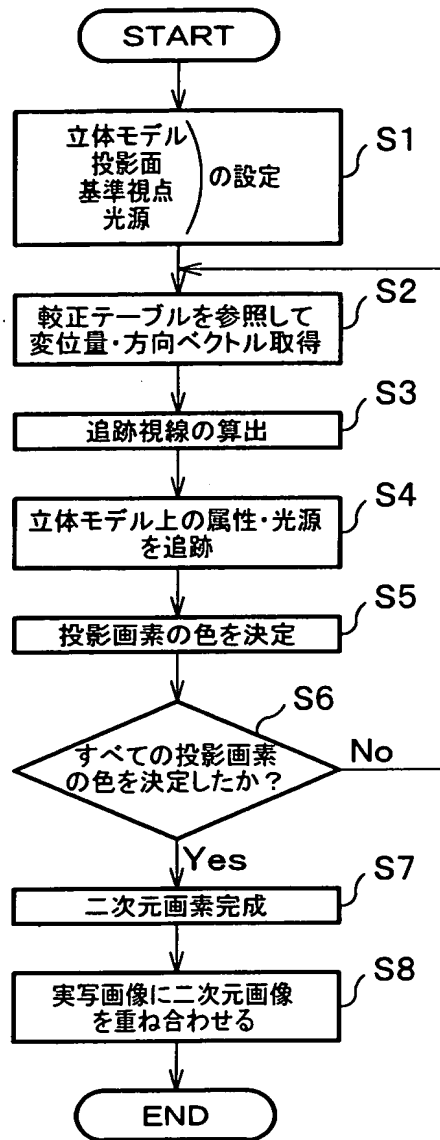 START
立体モデル
投影面
基準視点
光源
の設定
S1
較正テーブルを参照して
変位量・方向ベクトル取得
S2
追跡視線の算出
S3
立体モデル上の属性・光源
を追跡
S4
投影画素の色を決定
S5
すべての投影画素
の色を決定したか？
S6
No
Yes
二次元画素完成
S7
実写画像に二次元画像
を重ね合わせる
S8
END